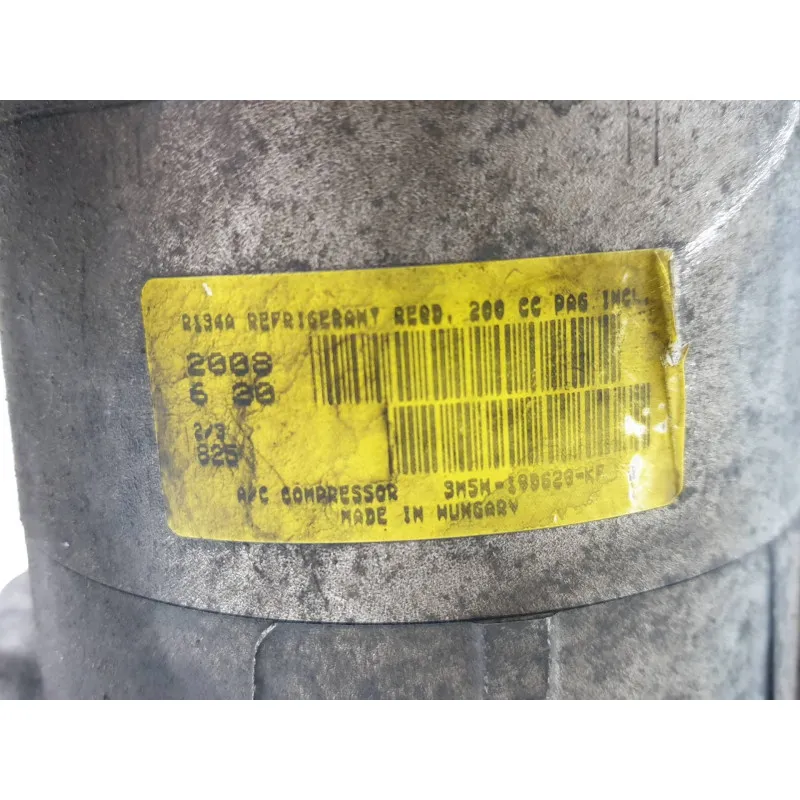 R134A REFRIGERANT REQD. 200 CC PAG INCL.
2008
6 20
2/3
825
A/C COMPRESSOR 3M5H-19D629-KF
MADE IN HUNGARY